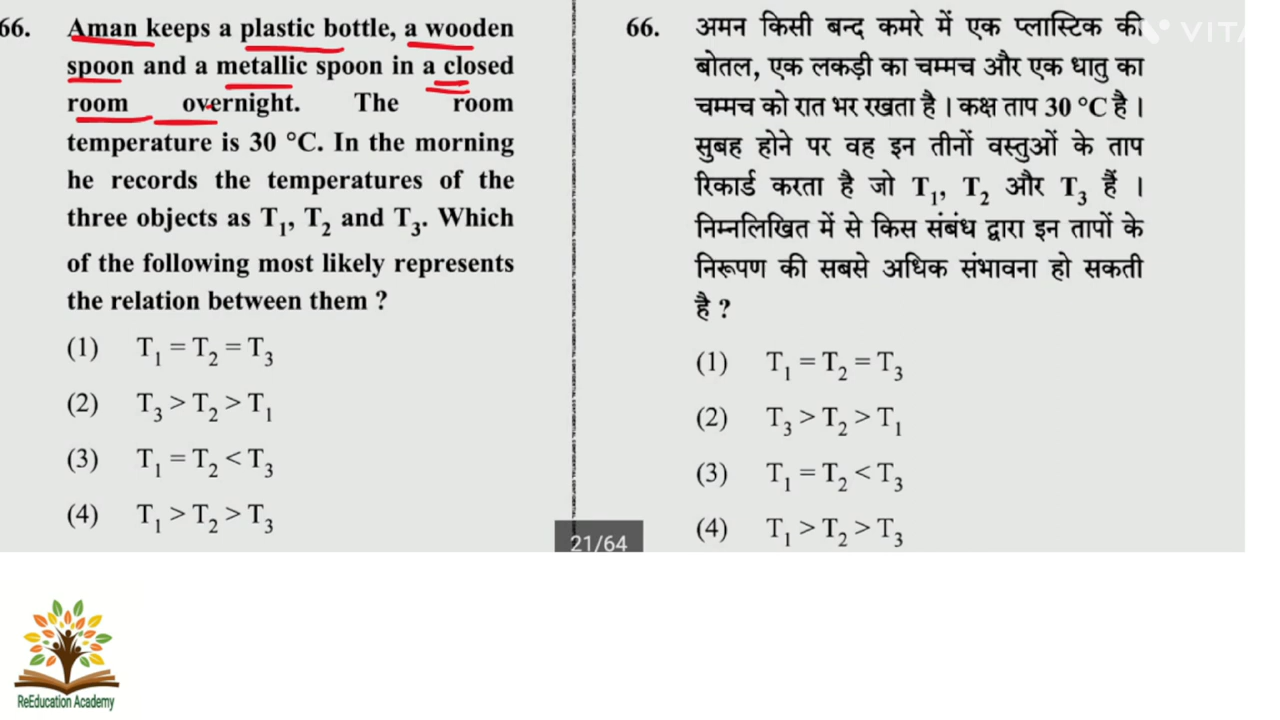 66. Aman keeps a plastic bottle, a wooden
spoon and a metallic spoon in a closed
room overnight. The room
temperature is 30 °C. In the morning
he records the temperatures of the
three objects as T₁, T₂ and T₃. Which
of the following most likely represents
the relation between them ?
(1) T₁ = T₂ = T₃
(2) T₃ > T₂ > T₁
(3) T₁ = T₂ < T₃
(4) T₁ > T₂ > T₃
66. अमन किसी बन्द कमरे में एक प्लास्टिक की
बोतल, एक लकड़ी का चम्मच और एक धातु का
चम्मच को रात भर रखता है । कक्ष ताप 30 °C है ।
सुबह होने पर वह इन तीनों वस्तुओं के ताप
रिकार्ड करता है जो T₁, T₂ और T₃ हैं ।
निम्नलिखित में से किस संबंध द्वारा इन तापों के
निरूपण की सबसे अधिक संभावना हो सकती
है ?
(1) T₁ = T₂ = T₃
(2) T₃ > T₂ > T₁
(3) T₁ = T₂ < T₃
(4) T₁ > T₂ > T₃
21/64
ReEducation Academy